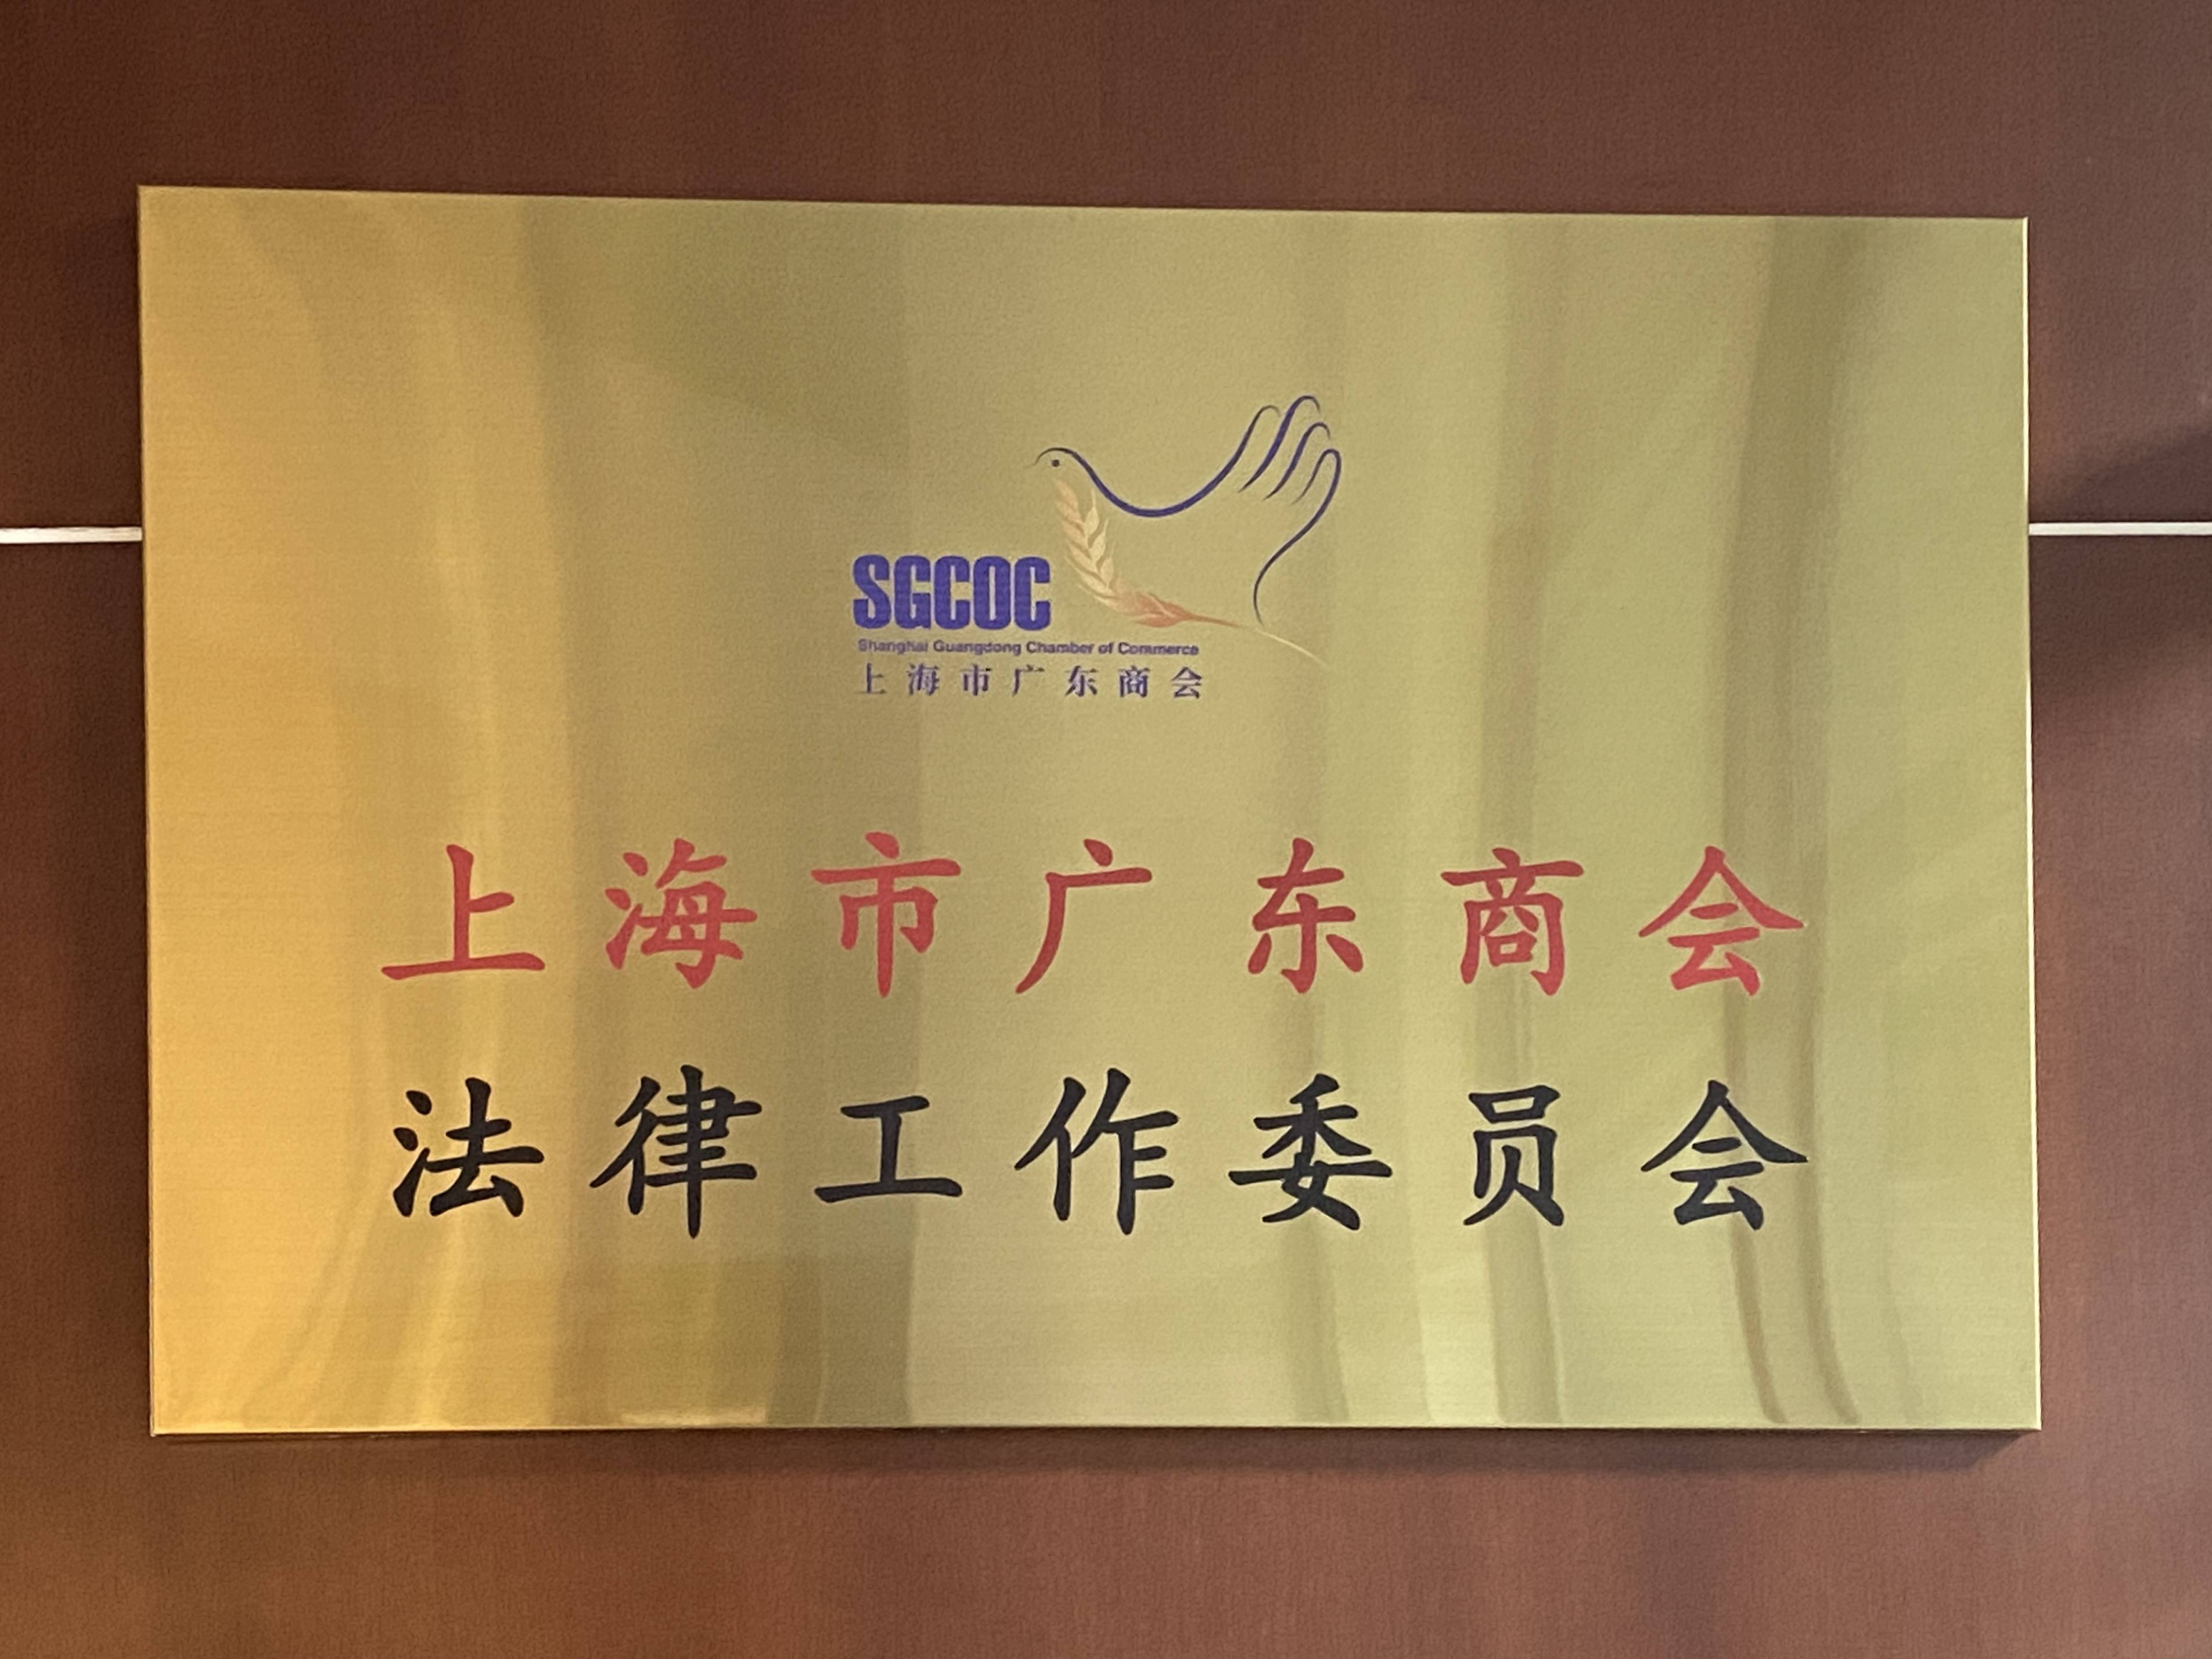 SGCOC
Shanghai Guangdong Chamber of Commerce
上海市广东商会
上海市广东商会
法律工作委员会